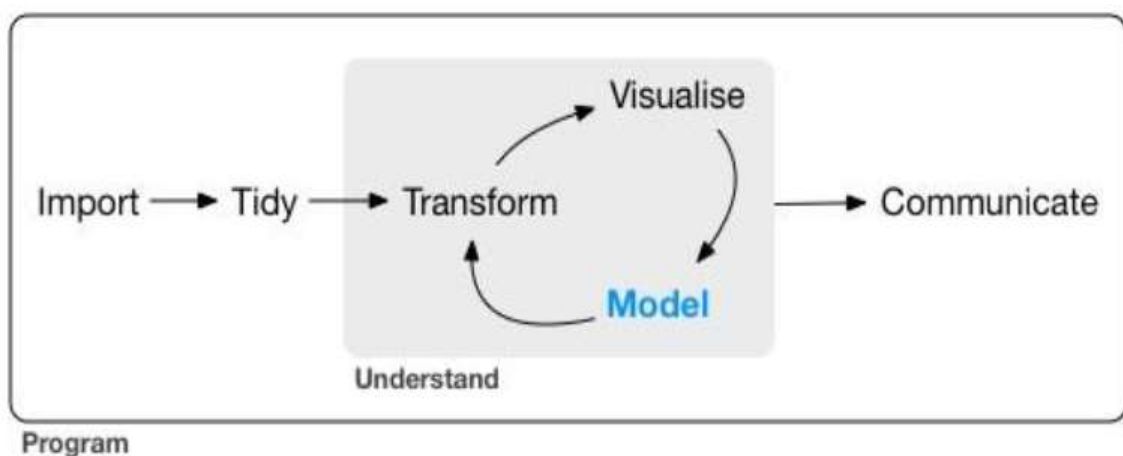 Visualise
Import Tidy Transform Communicate
Model
Understand
Program